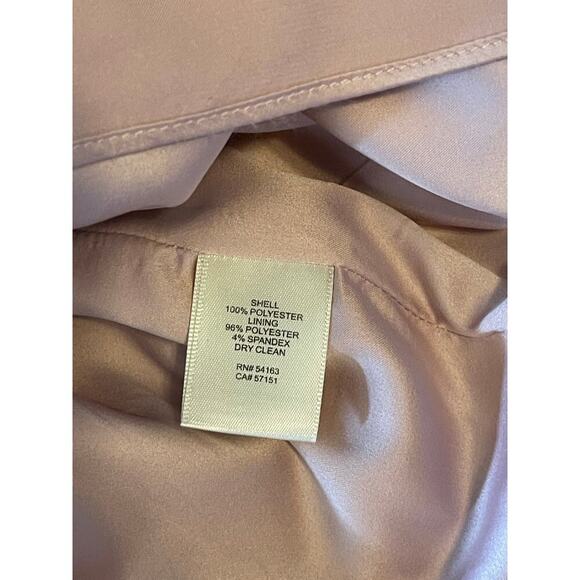 SHELL
100% POLYESTER
LINING
96% POLYESTER
4% SPANDEX
DRY CLEAN
RN# 54163
CA# 57151